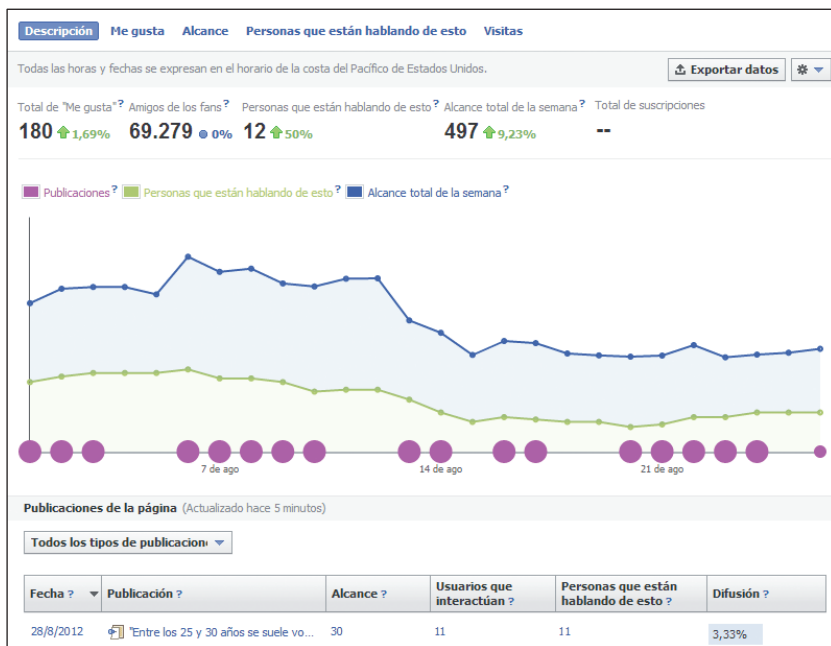 Descripción Me gusta Alcance Personas que están hablando de esto Visitas
Todas las horas y fechas se expresan en el horario de la costa del Pacífico de Estados Unidos. Exportar datos
Total de "Me gusta"? Amigos de los fans? Personas que están hablando de esto? Alcance total de la semana? Total de suscripciones
180 1,69% 69.279 0% 12 50% 497 9,23% --
Publicaciones? Personas que están hablando de esto? Alcance total de la semana?
7 de ago 14 de ago 21 de ago
Publicaciones de la página (Actualizado hace 5 minutos)
Todos los tipos de publicacion
Fecha ? Publicación ? Alcance ? Usuarios que interactúan ? Personas que están hablando de esto ? Difusión ?
28/8/2012 "Entre los 25 y 30 años se suele vo... 30 11 11 3,33%